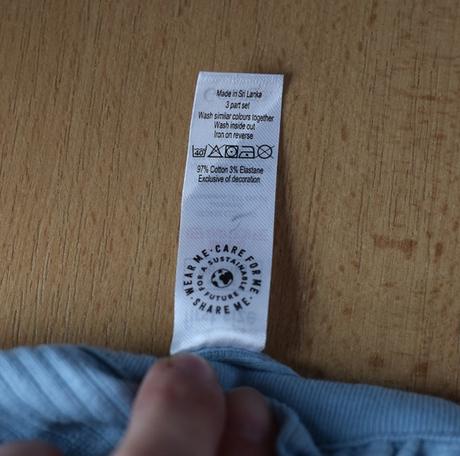 Made in Sri Lanka
3 part set
Wash similar colours together
Wash inside out
Iron on reverse
40
97% Cotton 3% Elastane
Exclusive of decoration
WEAR ME · CARE FOR ME · SHARE ME ·
FOR A SUSTAINABLE FUTURE